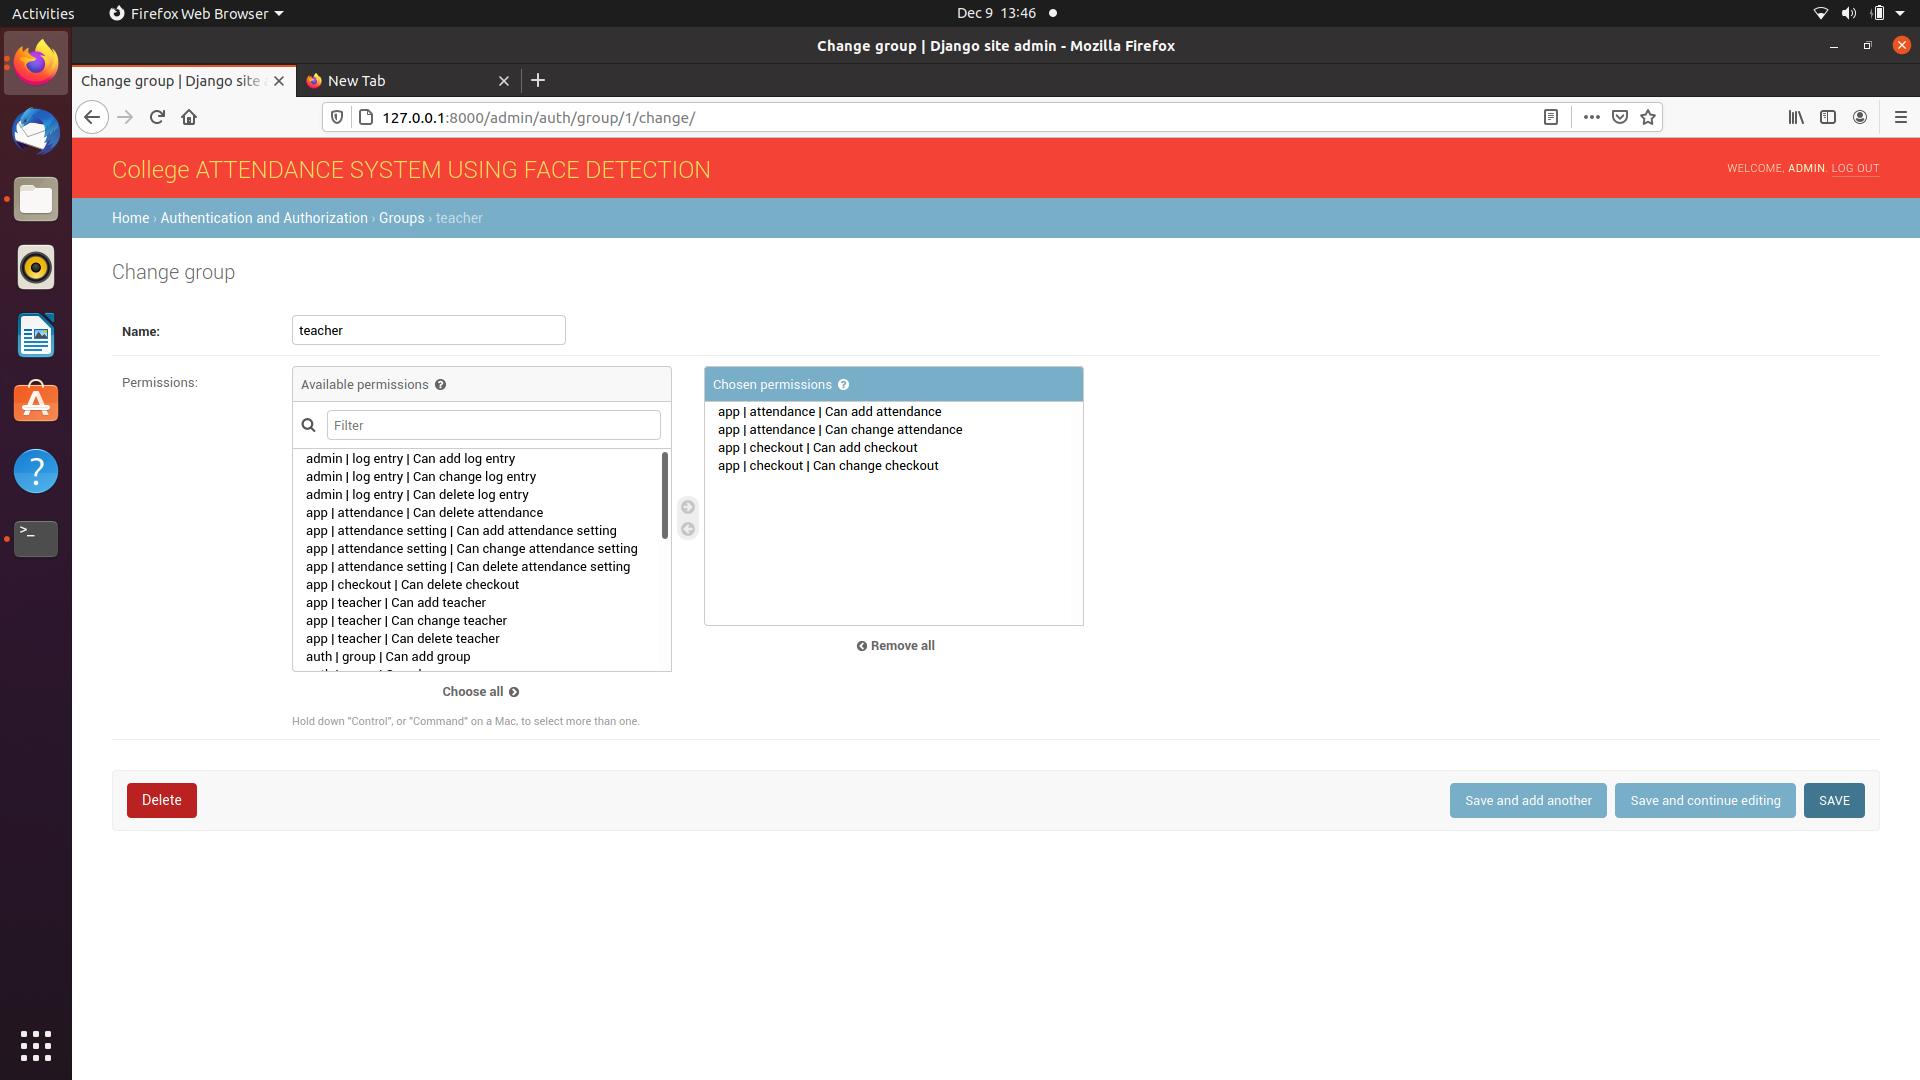 Activities Firefox Web Browser Dec 9 13:46
Change group | Django site admin - Mozilla Firefox
Change group | Django site New Tab
127.0.0.1:8000/admin/auth/group/1/change/
College ATTENDANCE SYSTEM USING FACE DETECTION
WELCOME, ADMIN. LOG OUT
Home › Authentication and Authorization › Groups › teacher
Change group
Name: teacher
Permissions:
Available permissions
Filter
admin | log entry | Can add log entry
admin | log entry | Can change log entry
admin | log entry | Can delete log entry
app | attendance | Can delete attendance
app | attendance setting | Can add attendance setting
app | attendance setting | Can change attendance setting
app | attendance setting | Can delete attendance setting
app | checkout | Can delete checkout
app | teacher | Can add teacher
app | teacher | Can change teacher
app | teacher | Can delete teacher
auth | group | Can add group
Choose all
Hold down "Control", or "Command" on a Mac, to select more than one.
Chosen permissions
app | attendance | Can add attendance
app | attendance | Can change attendance
app | checkout | Can add checkout
app | checkout | Can change checkout
Remove all
Delete
Save and add another
Save and continue editing
SAVE